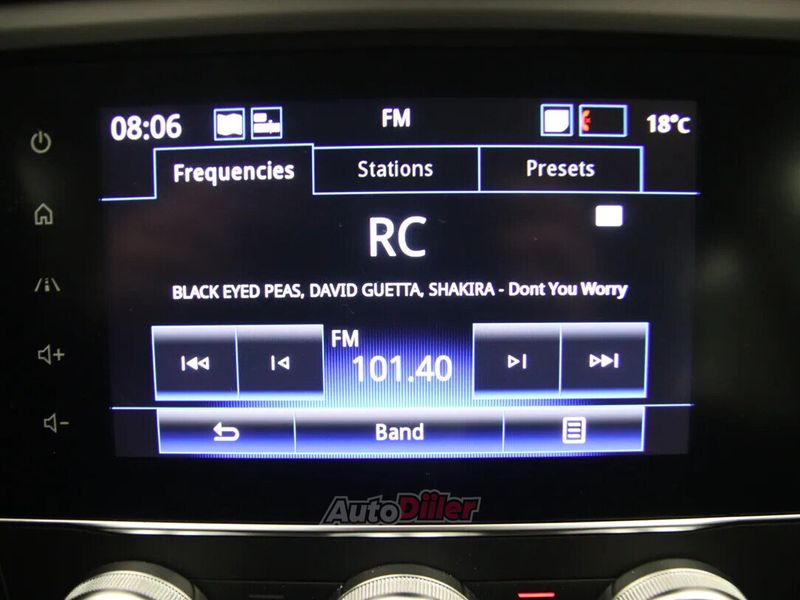 08:06 FM 18°C
Frequencies Stations Presets
RC
BLACK EYED PEAS, DAVID GUETTA, SHAKIRA - Dont You Worry
FM
101.40
Band
AutoDiiler